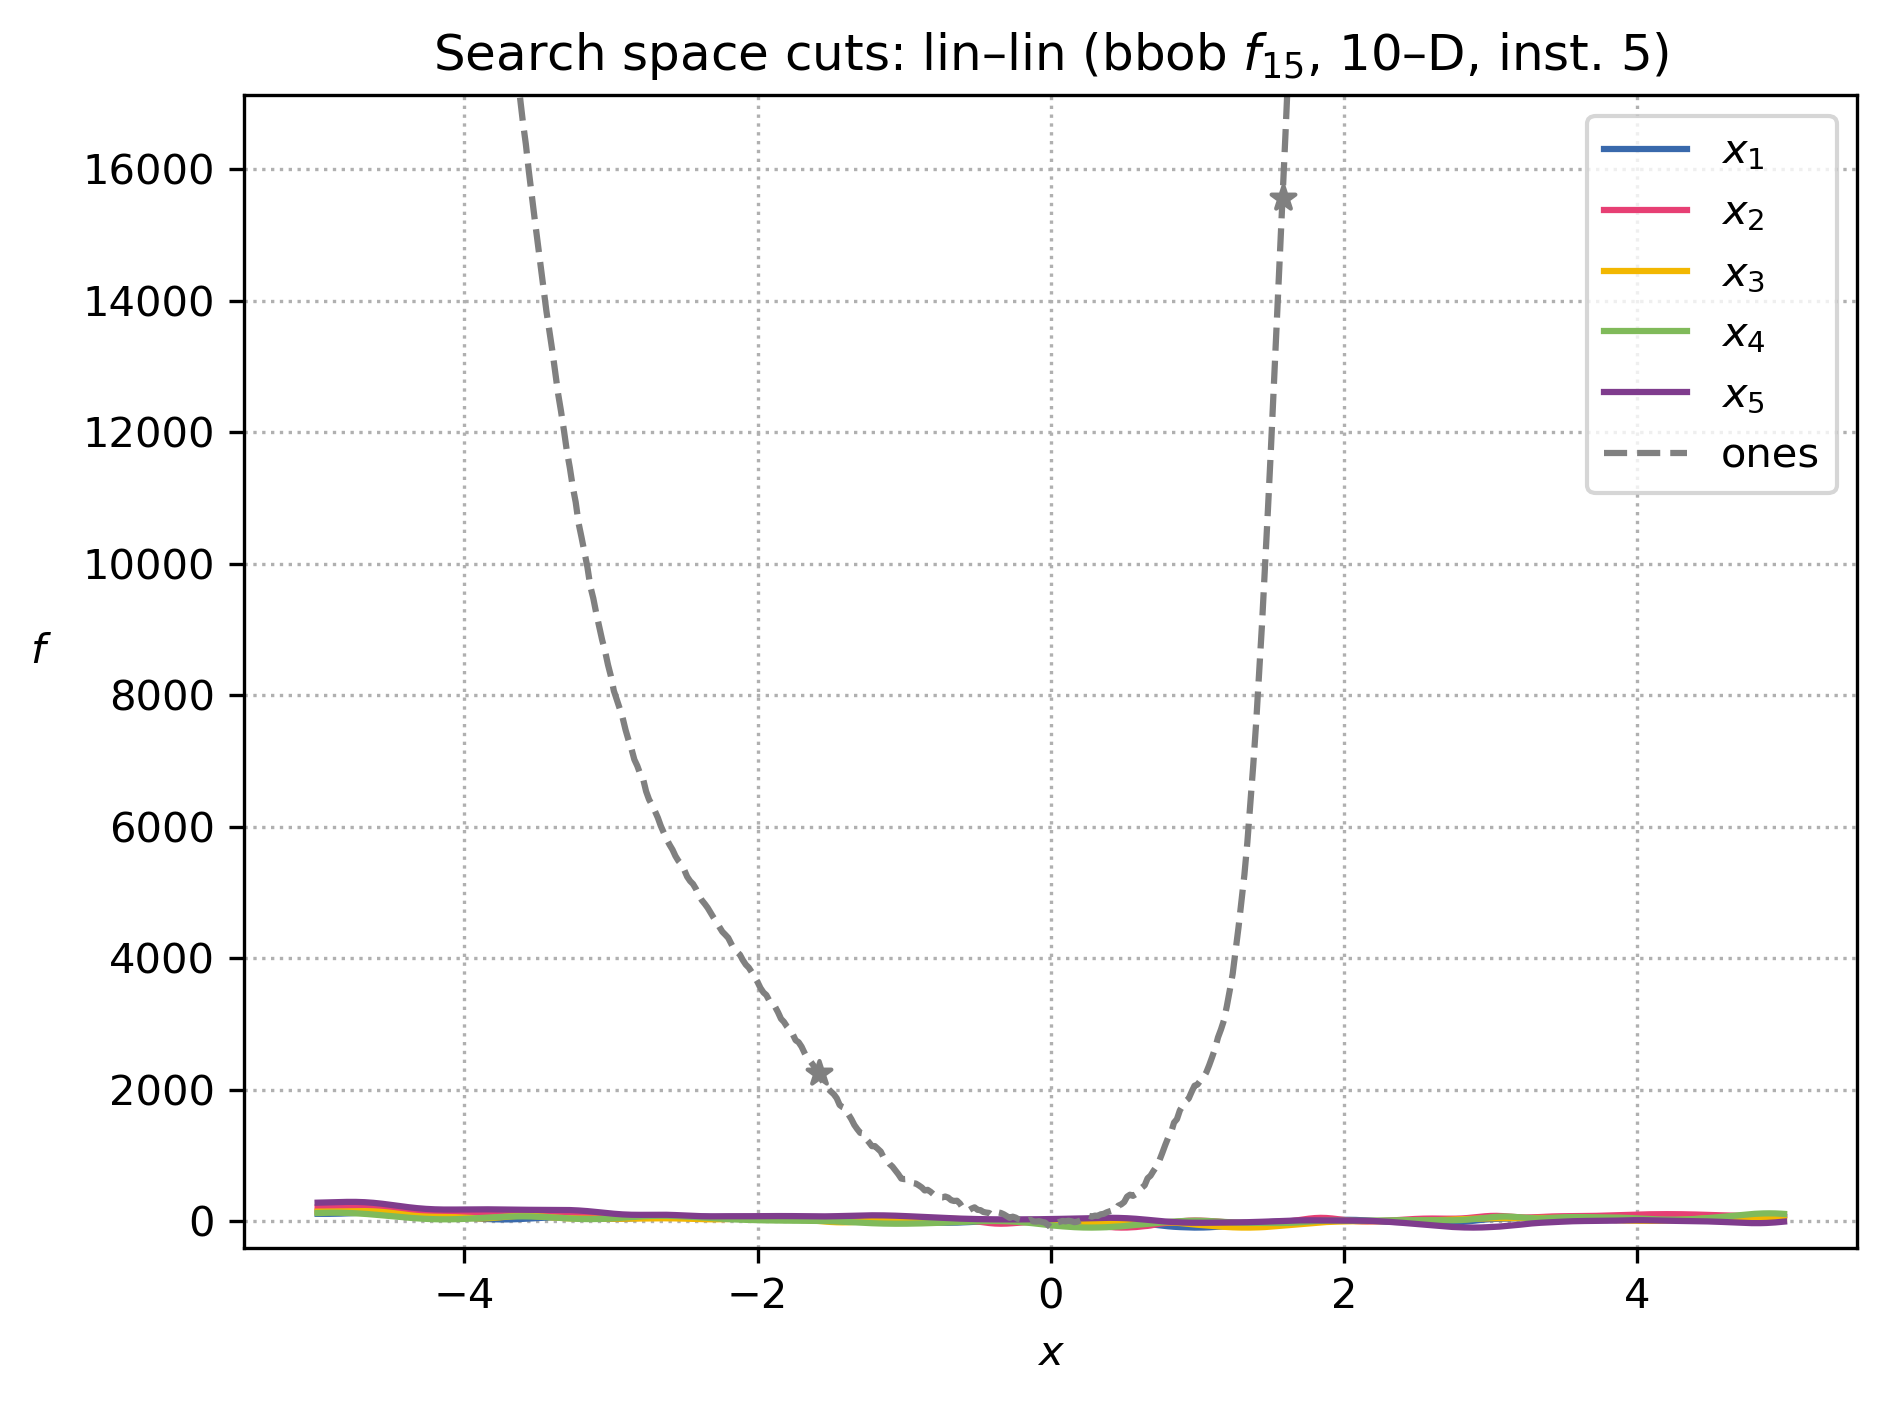 Search space cuts: lin–lin (bbob f₁₅, 10–D, inst. 5)
16000
14000
12000
10000
8000
6000
4000
2000
0
f
−4
−2
0
2
4
x
x₁
x₂
x₃
x₄
x₅
ones